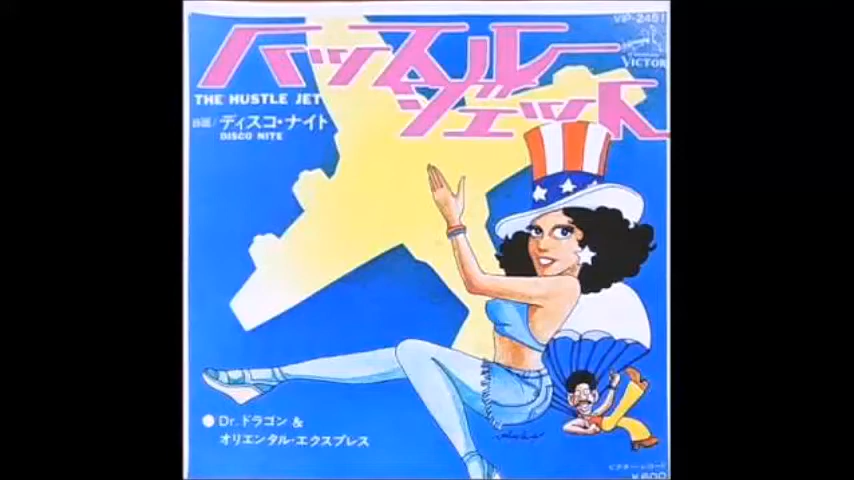 VIP-2451
VICTOR
ハッスル
ジェット
THE HUSTLE JET
ディスコ・ナイト
DISCO NITE
Dr.ドラゴン &
オリエンタル・エクスプレス
ビクター・レコード
¥600